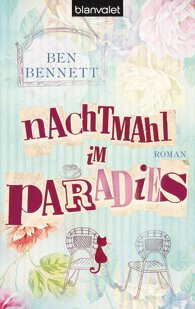 blanvalet
BEN
BENNETT
NACHTMAHL
IM
PARADIES
ROMAN